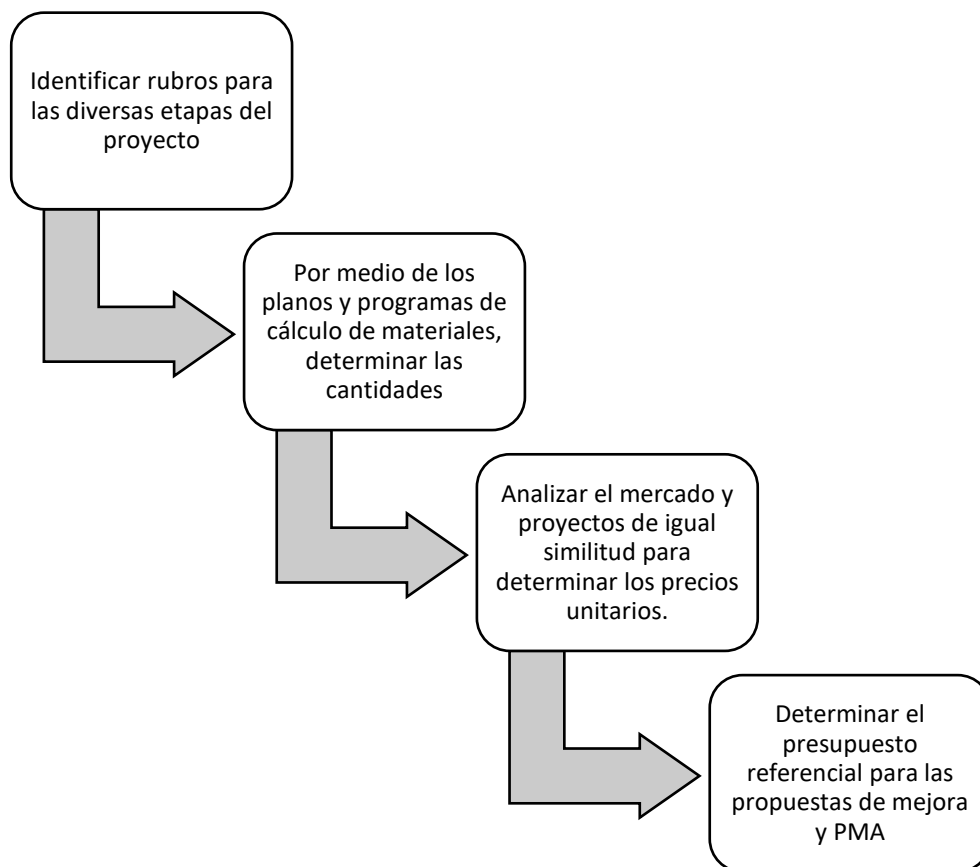 Identificar rubros para
las diversas etapas del
proyecto
Por medio de los
planos y programas de
cálculo de materiales,
determinar las
cantidades
Analizar el mercado y
proyectos de igual
similitud para
determinar los precios
unitarios.
Determinar el
presupuesto
referencial para las
propuestas de mejora
y PMA